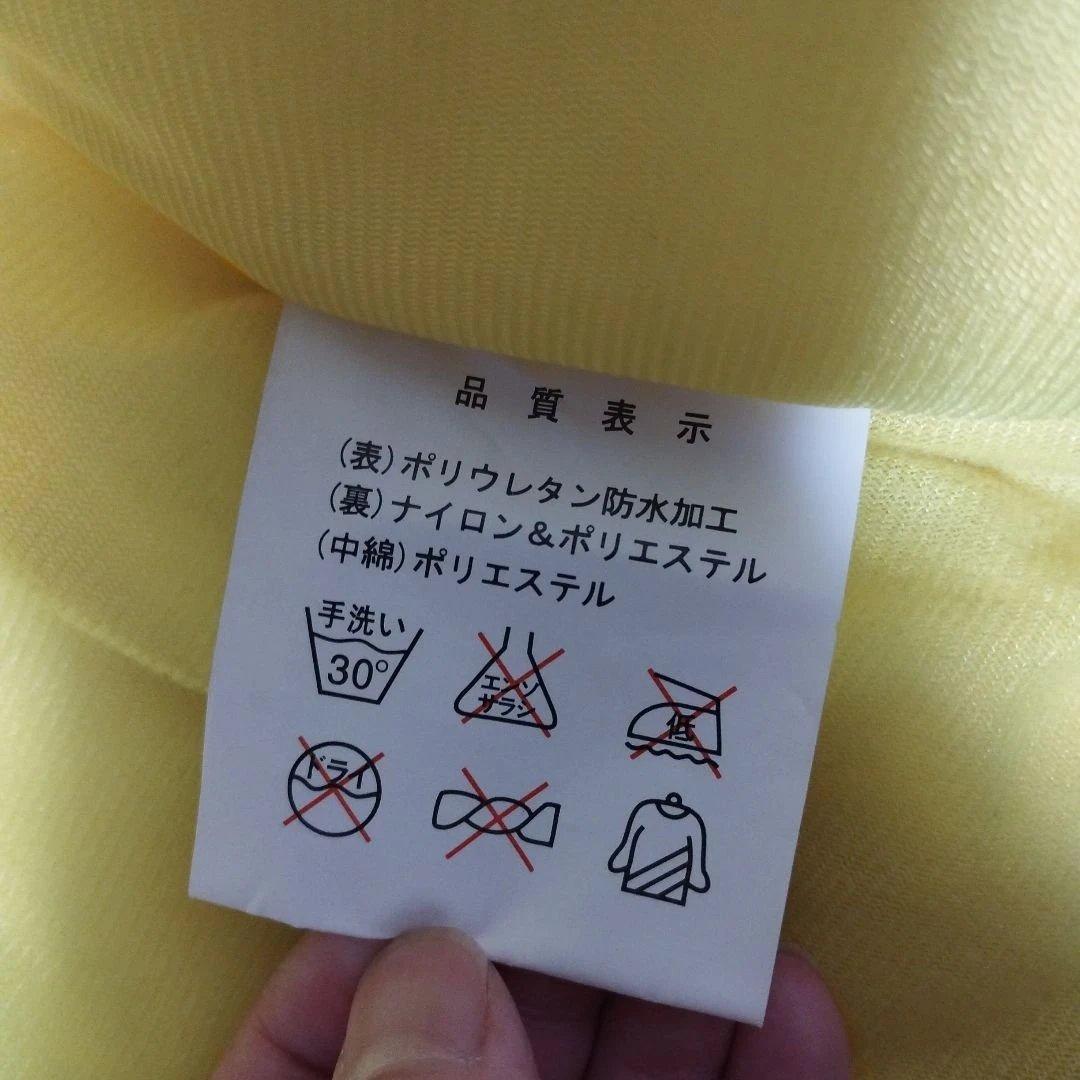 品質表示
(表)ポリウレタン防水加工
(裏)ナイロン&ポリエステル
(中綿)ポリエステル
手洗い
30°
エンソ
サラシ
低
ドライ